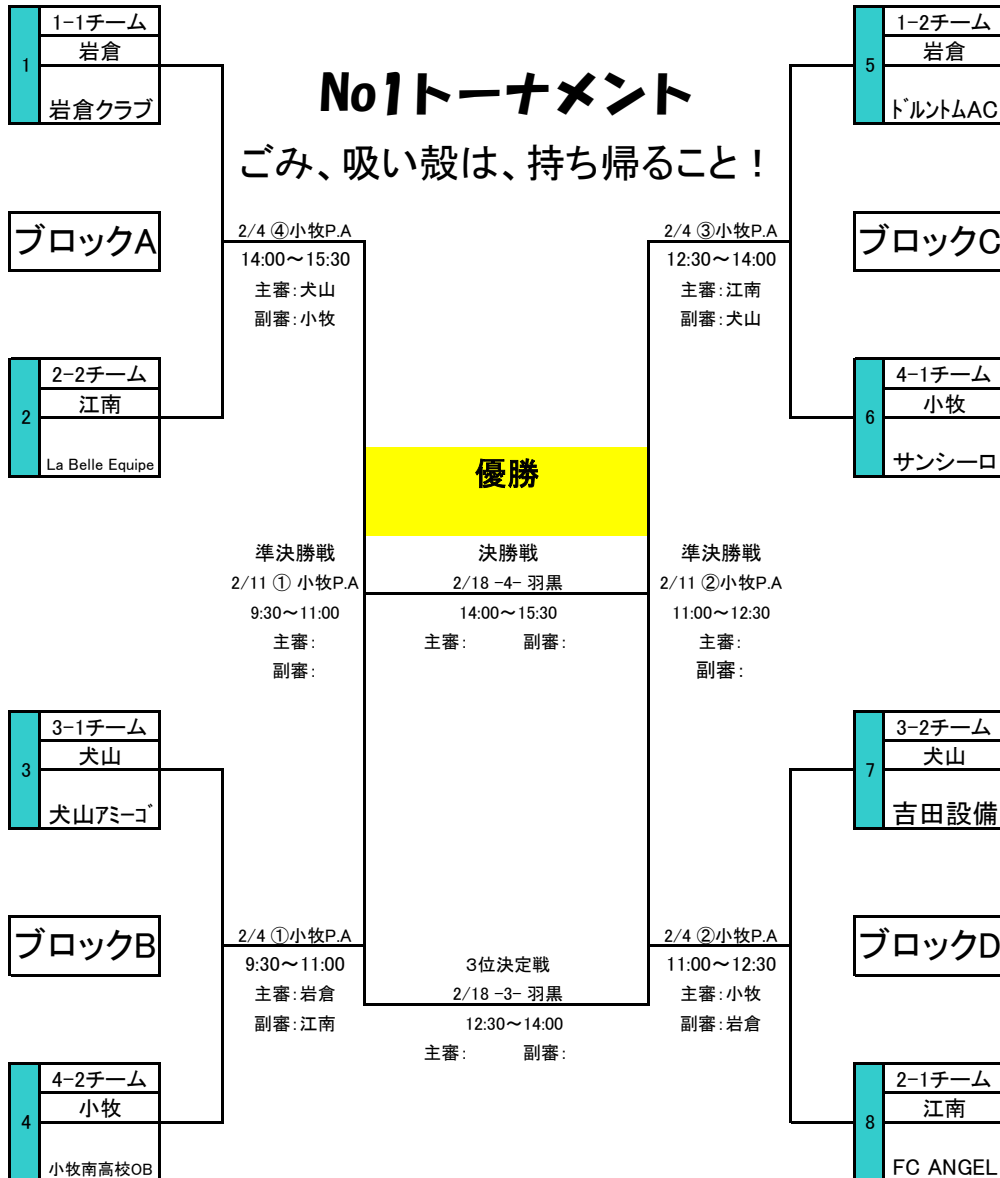 No1トーナメント
ごみ、吸い殻は、持ち帰ること！
1
1-1チーム
岩倉
岩倉クラブ
ブロックA
2
2-2チーム
江南
La Belle Equipe
2/4 ④小牧P.A
14:00～15:30
主審:犬山
副審:小牧
5
1-2チーム
岩倉
ﾄﾞﾙﾝﾄﾑAC
ブロックC
6
4-1チーム
小牧
サンシーロ
2/4 ③小牧P.A
12:30～14:00
主審:江南
副審:犬山
優勝
準決勝戦
2/11 ① 小牧P.A
9:30～11:00
主審:
副審:
決勝戦
2/18 -4- 羽黒
14:00～15:30
主審: 副審:
準決勝戦
2/11 ②小牧P.A
11:00～12:30
主審:
副審:
3
3-1チーム
犬山
犬山ｱﾐｰｺﾞ
ブロックB
4
4-2チーム
小牧
小牧南高校OB
2/4 ①小牧P.A
9:30～11:00
主審:岩倉
副審:江南
3位決定戦
2/18 -3- 羽黒
12:30～14:00
主審: 副審:
7
3-2チーム
犬山
吉田設備
ブロックD
8
2-1チーム
江南
FC ANGEL
2/4 ②小牧P.A
11:00～12:30
主審:小牧
副審:岩倉